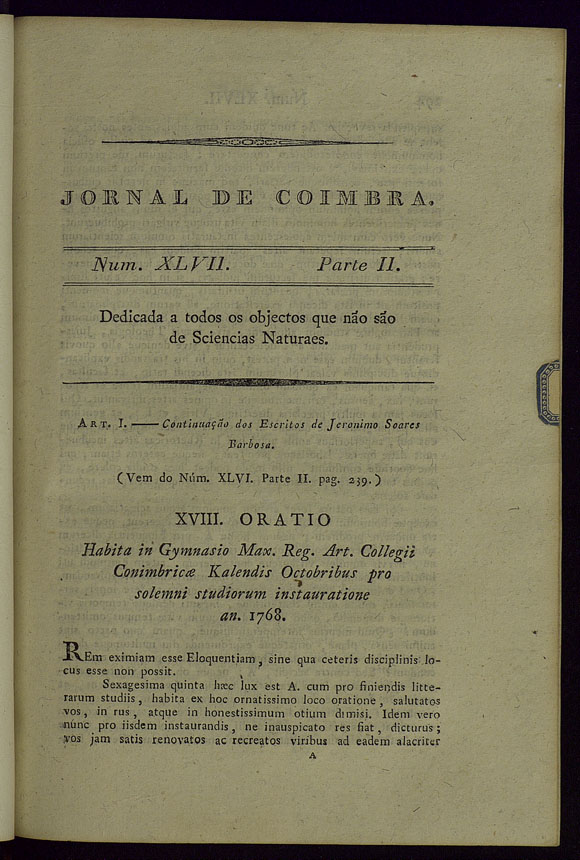 JORNAL DE COIMBRA.
Num. XLVII. Parte II.
Dedicada a todos os objectos que não são
de Sciencias Naturaes.
ART. I. —— Continuação dos Escritos de Jeronimo Soares
Barbosa.
(Vem do Núm. XLVI. Parte II. pag. 239.)
XVIII. ORATIO
Habita in Gymnasio Max. Reg. Art. Collegii
Conimbricæ Kalendis Octobribus pro
solemni studiorum instauratione
an. 1768.
REm eximiam esse Eloquentiam, sine qua ceteris disciplinis lo-
cus esse non possit.
Sexagesima quinta hæc lux est A. cum pro finiendis litte-
rarum studiis, habita ex hoc ornatissimo loco oratione, salutatos
vos, in rus, atque in honestissimum otium dimisi. Idem vero
nunc pro iisdem instaurandis, ne inauspicato res fiat, dicturus;
vos jam satis renovatos ac recreatos viribus ad eadem alacriter
A